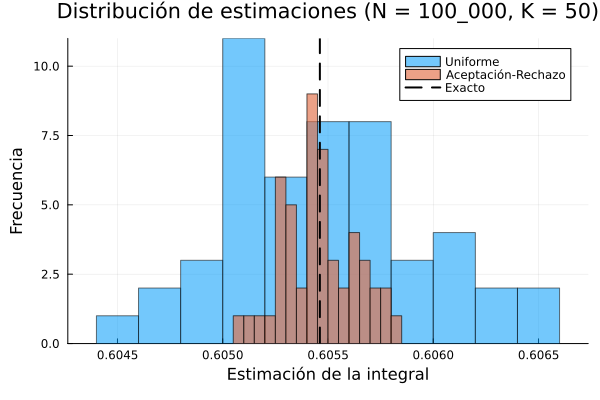 Distribución de estimaciones (N = 100_000, K = 50)
Uniforme
Aceptación-Rechazo
Exacto
Frecuencia
10.0
7.5
5.0
2.5
0.0
0.6045
0.6050
0.6055
0.6060
0.6065
Estimación de la integral